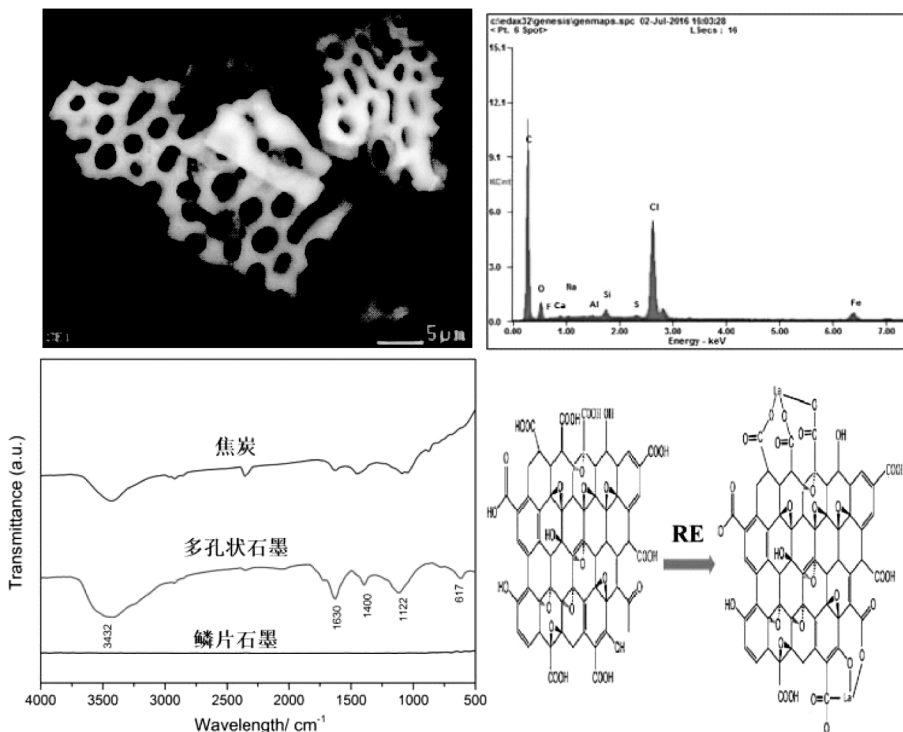 5μm
c:\edax32\genesis\genmaps.spc 02-Jul-2016 16:03:28
<Pt. 6 Spot> LSecs : 16
15.1
12.1
9.1
KCnt
6.0
3.0
0.0
C
O
F
Ca
Na
Al
Si
S
Cl
Fe
0.00 1.00 2.00 3.00 4.00 5.00 6.00 7.00
Energy - keV
Transmittance (a.u.)
焦炭
多孔状石墨
3432
1630
1400
1122
617
鳞片石墨
4000 3500 3000 2500 2000 1500 1000 500
Wavelength/ cm⁻¹
HOOC
COOH
COOH
OH
COOH
O
HO
O
O
O
O
O
HO
O
COOH
HO
O
O
O
O
OH
COOH
COOH
COOH
RE
La
O
O
O
O
O
O
OH
COOH
O
O
O
O
O
HO
O
COOH
HO
O
O
O
O
O
O
COOH
O
La
O